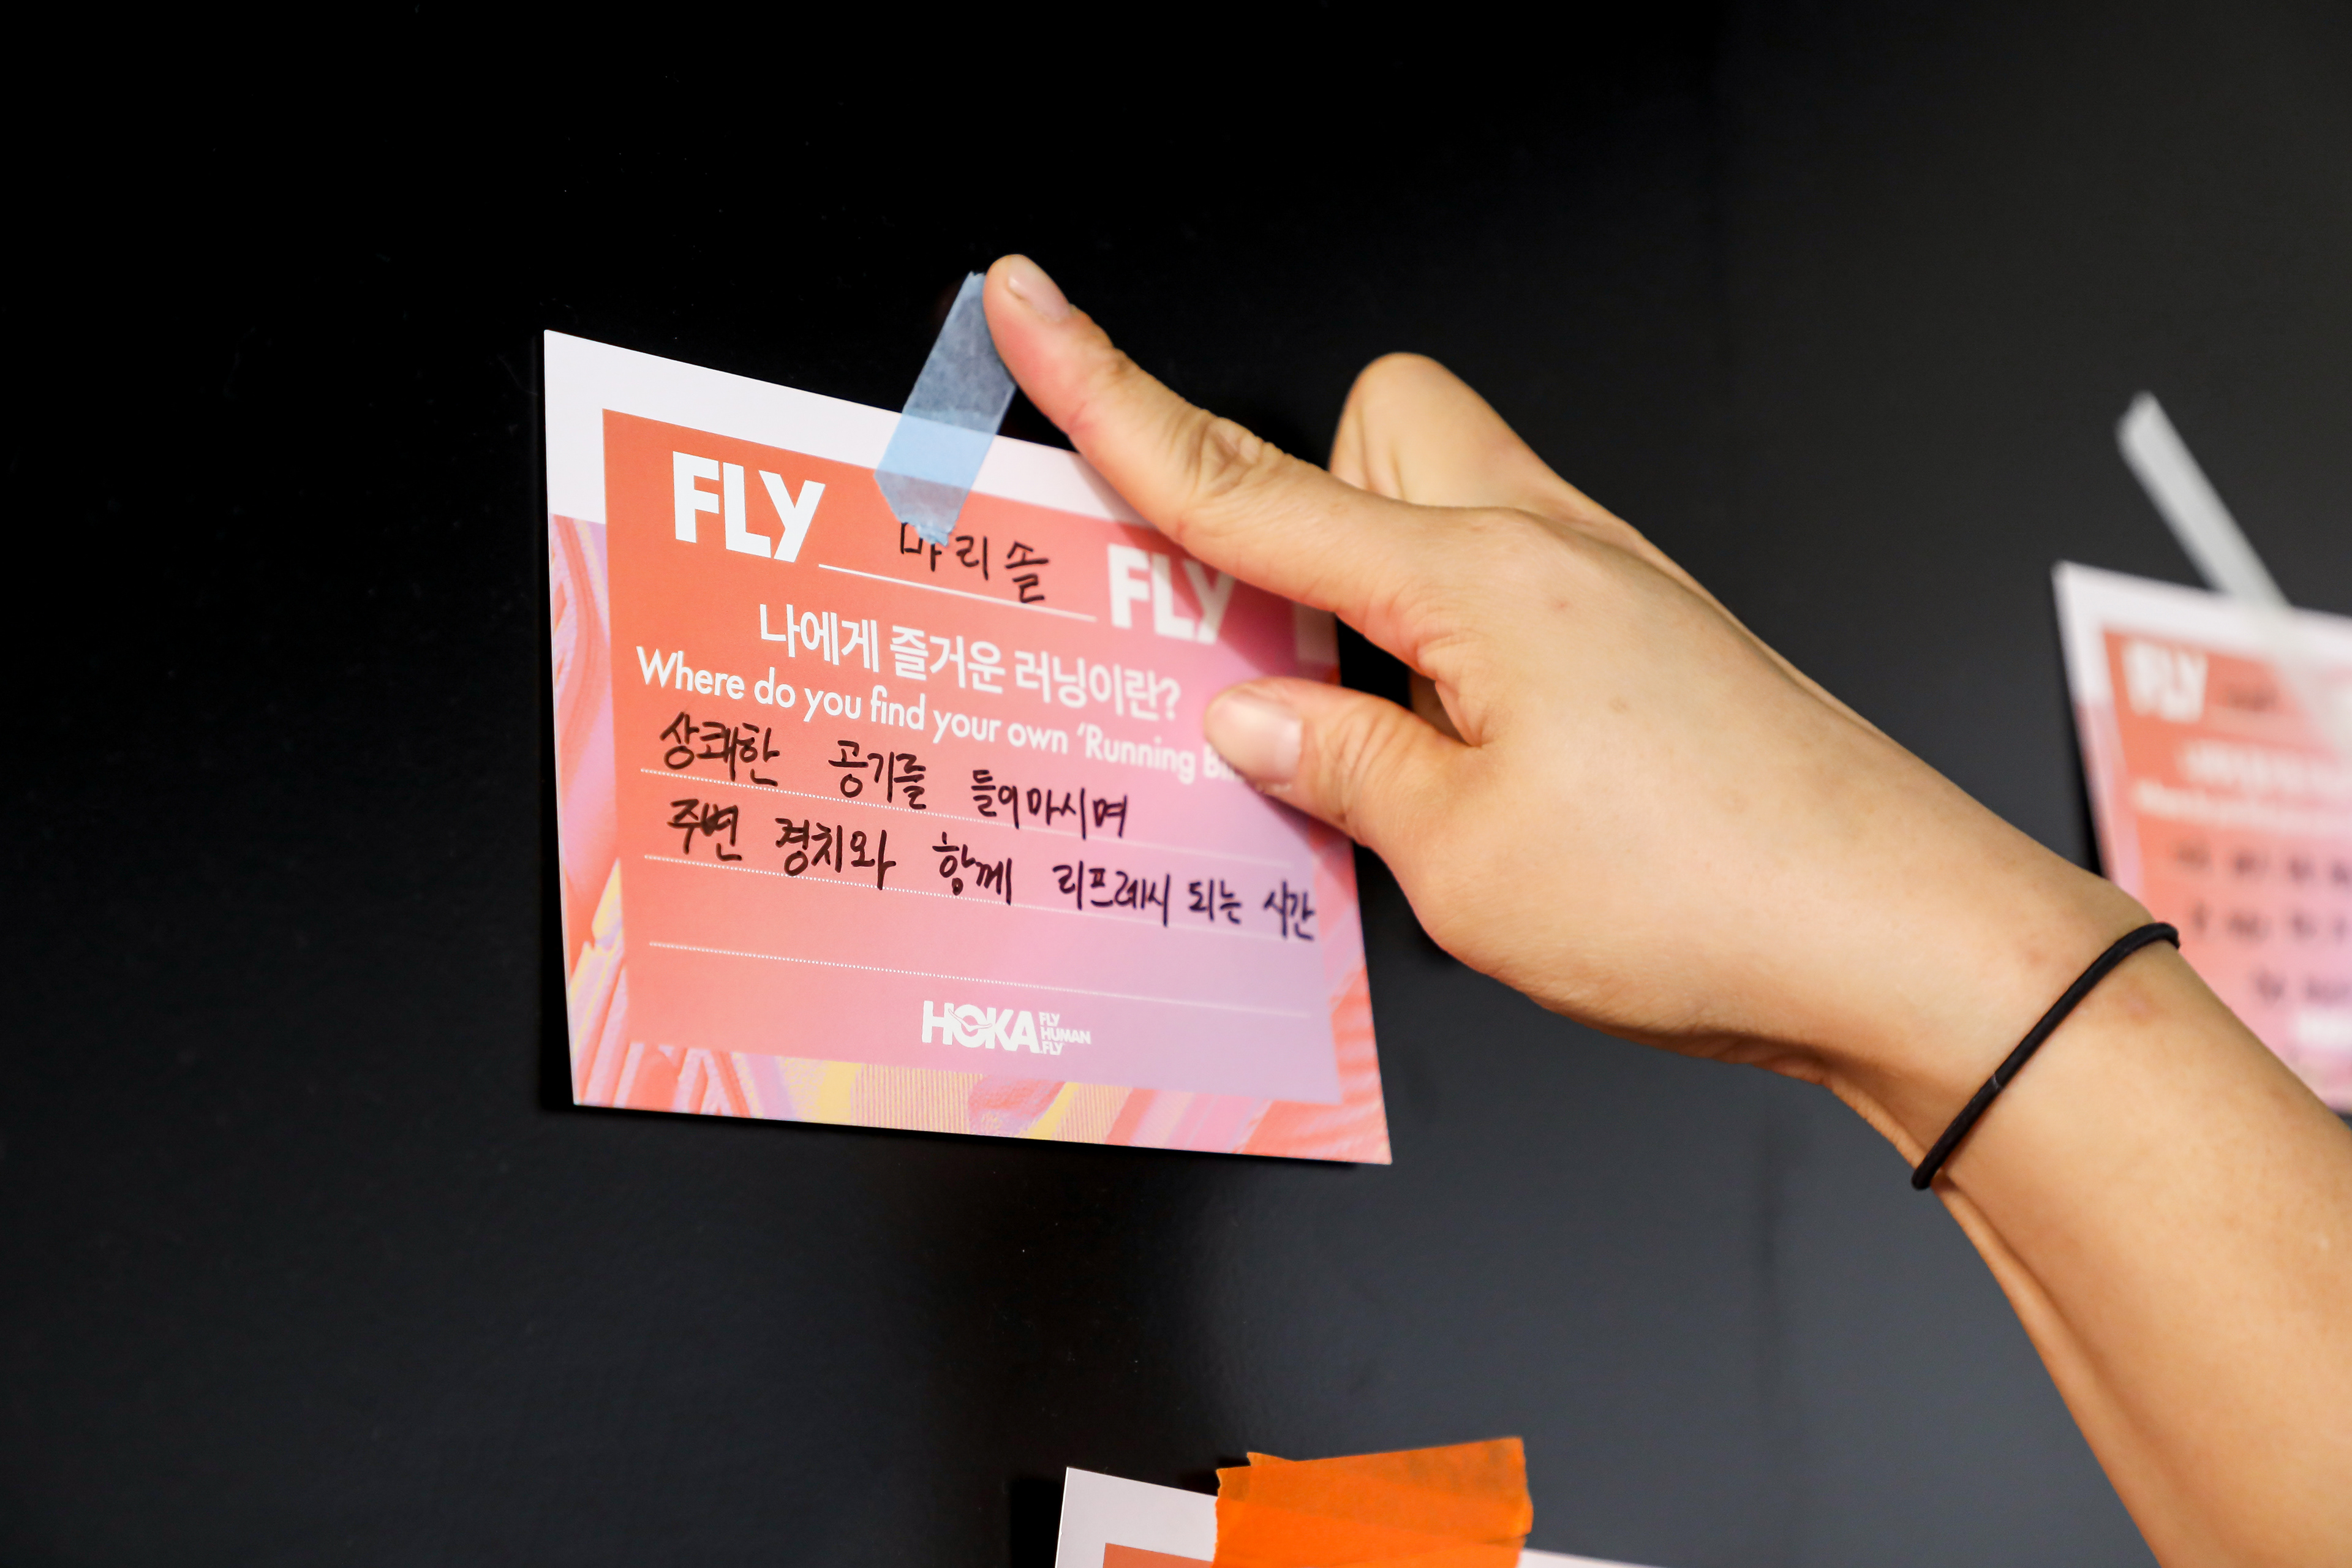 FLY 마리솔 FLY
나에게 즐거운 러닝이란?
Where do you find your own 'Running
상쾌한 공기를 들이마시며
주변 경치와 함께 리프레시 되는 시간
HOKA FLY HUMAN FLY
FLY